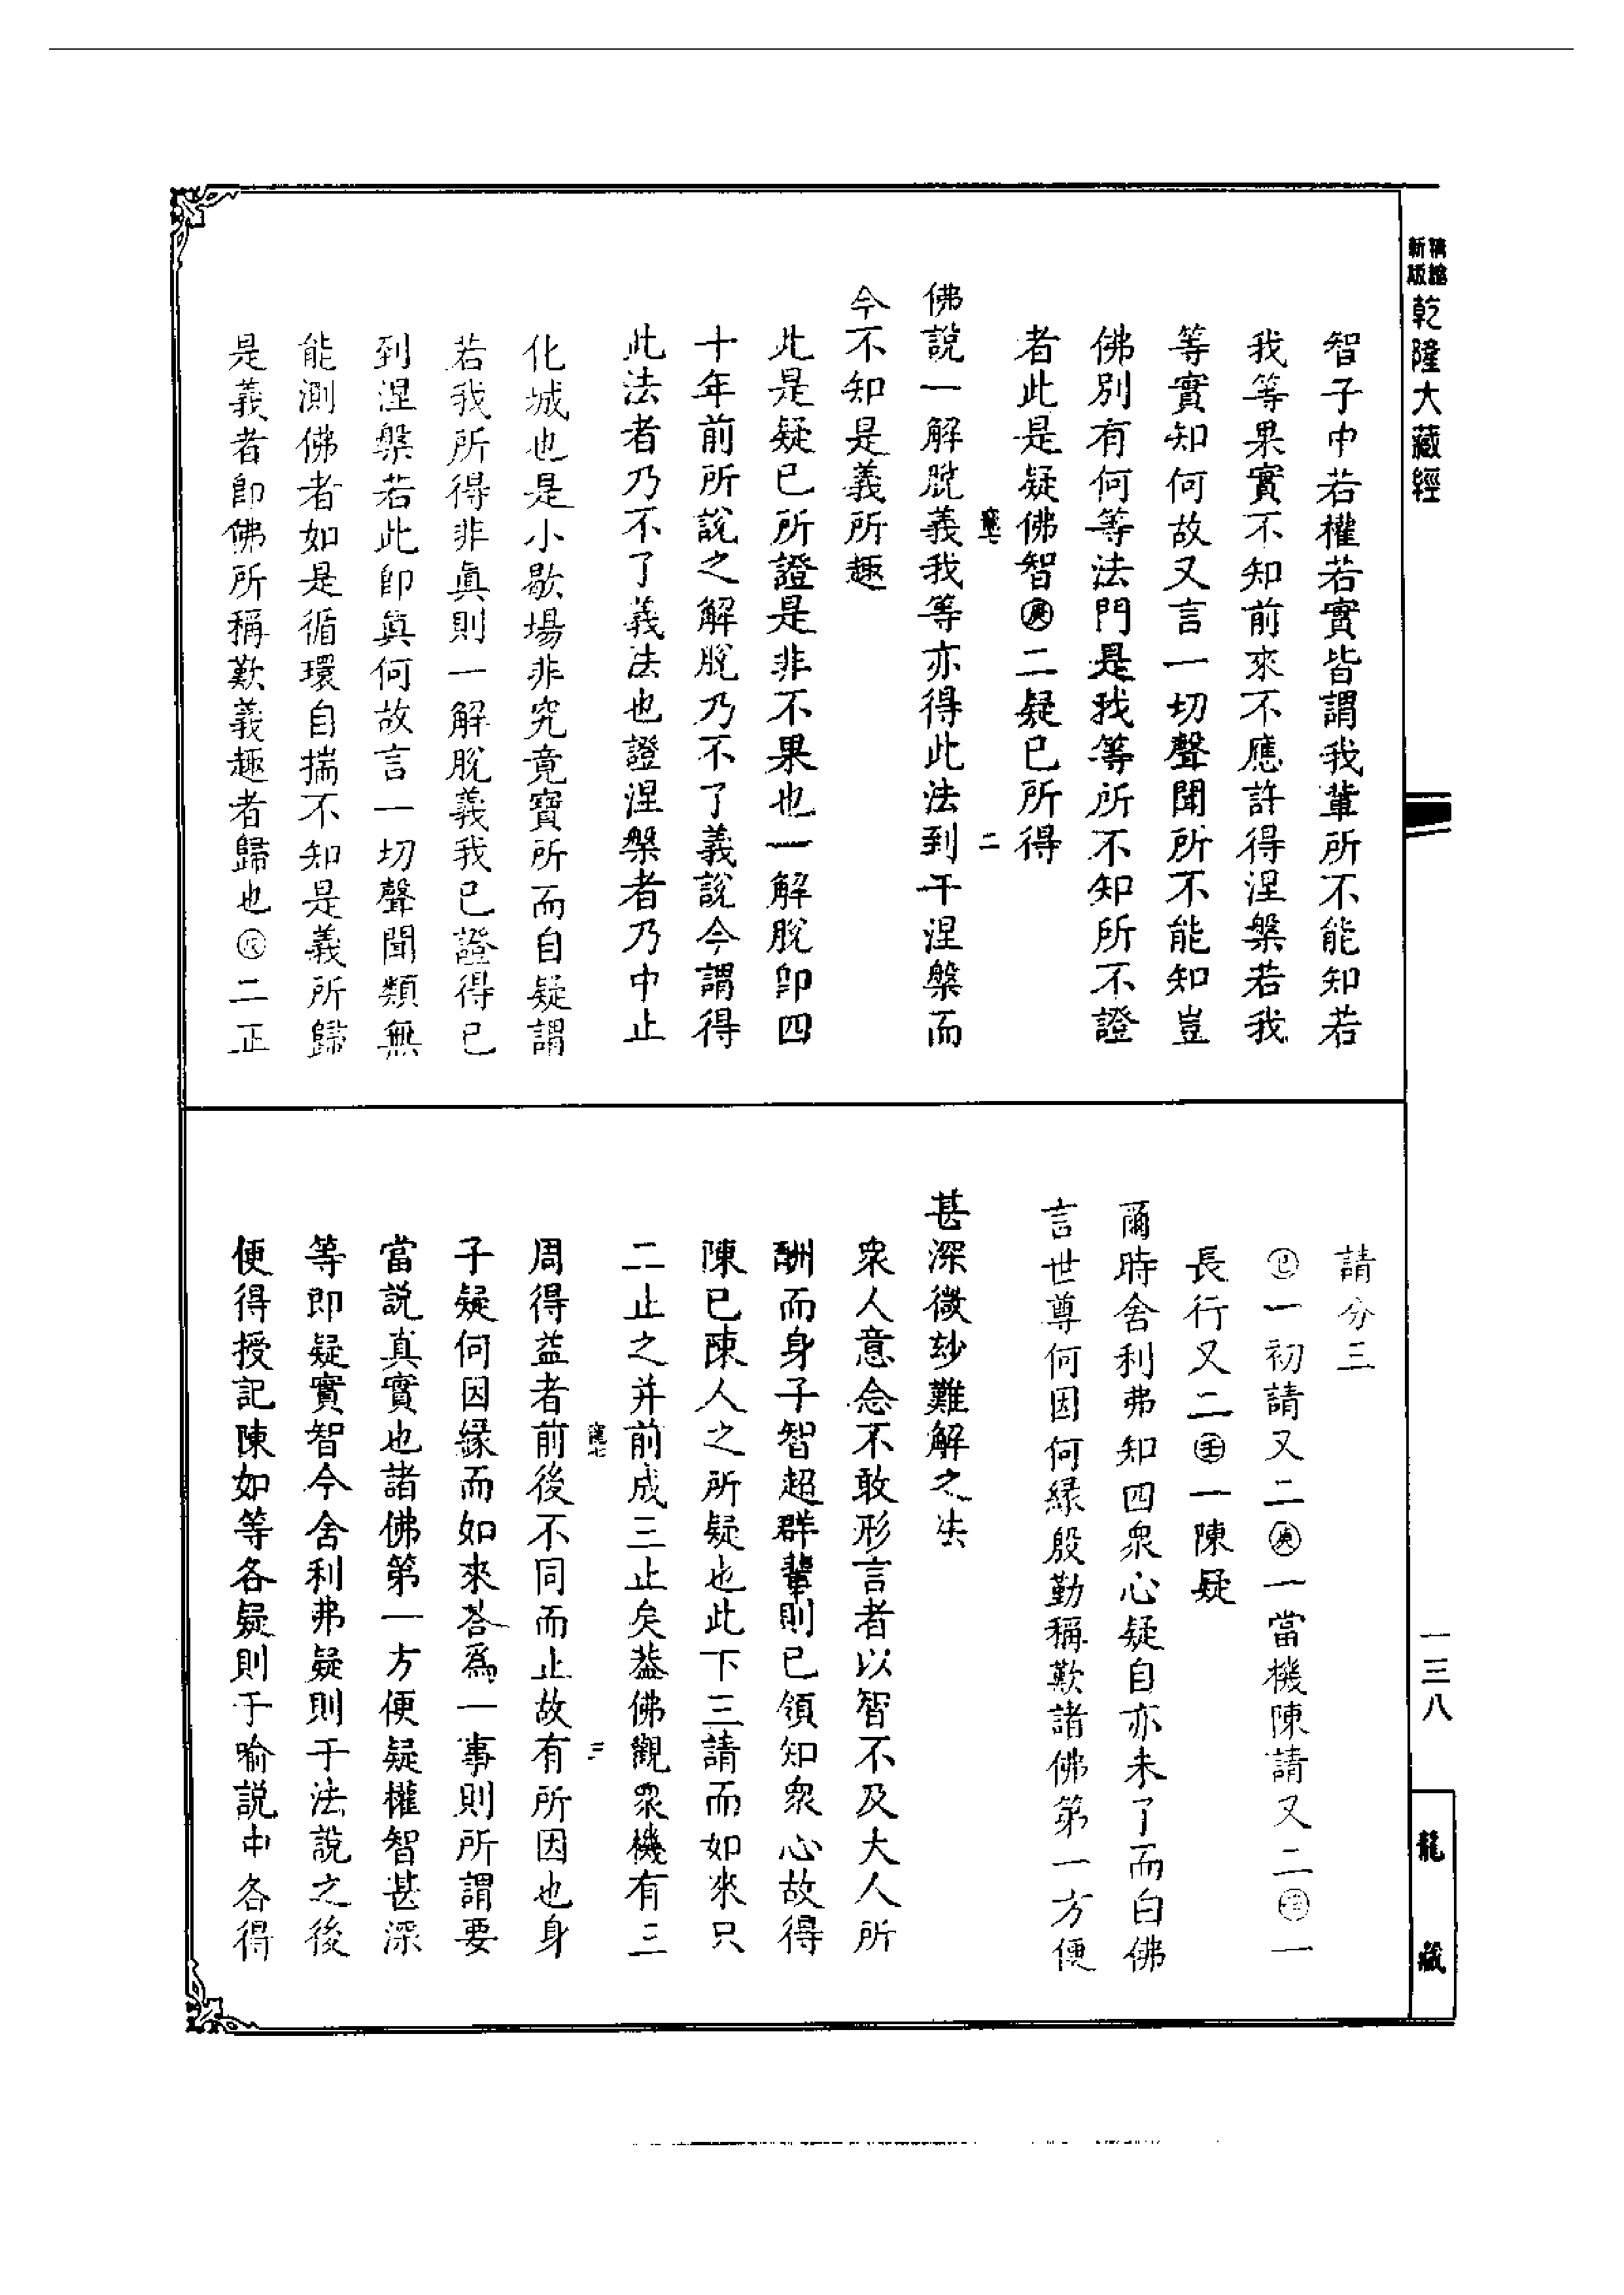 新版
乾隆大藏經
一三八
龍藏
智子中若權若實皆謂我輩所不能知若
我等果實不知前來不應許得涅槃若我
等實知何故又言一切聲聞所不能知豈
佛別有何等法門是我等所不知所不證
者此是疑佛智㊎二疑已所得
二
佛說一解脫義我等亦得此法到于涅槃而
今不知是義所趣
此是疑已所證是非不果也一解脫卽四
十年前所說之解脫乃不了義說今謂得
此法者乃不了義法也證涅槃者乃中止
化城也是小歇場非究竟寶所而自疑謂
若我所得非眞則一解脫義我已證得已
到涅槃若此卽眞何故言一切聲聞類無
能測佛者如是循環自揣不知是義所歸
是義者卽佛所稱歎義趣者歸也二正
請分三
一初請又二一當機陳請又二一
長行又二一陳疑
爾時舍利弗知四衆心疑自亦未了而白佛
言世尊何因何緣殷勤稱歎諸佛第一方便
甚深微妙難解之法
衆人意念不敢形言者以智不及大人所
酬而身子智超群輩則已領知衆心故得
陳已陳人之所疑也此下三請而如來只
二止之并前成三止矣葢佛觀衆機有三
三
周得益者前後不同而止故有所因也身
子疑何因緣而如來荅爲一事則所謂要
當說真實也諸佛第一方便疑權智甚深
等即疑實智今舍利弗疑則于法說之後
便得授記陳如等各疑則于喻說中各得